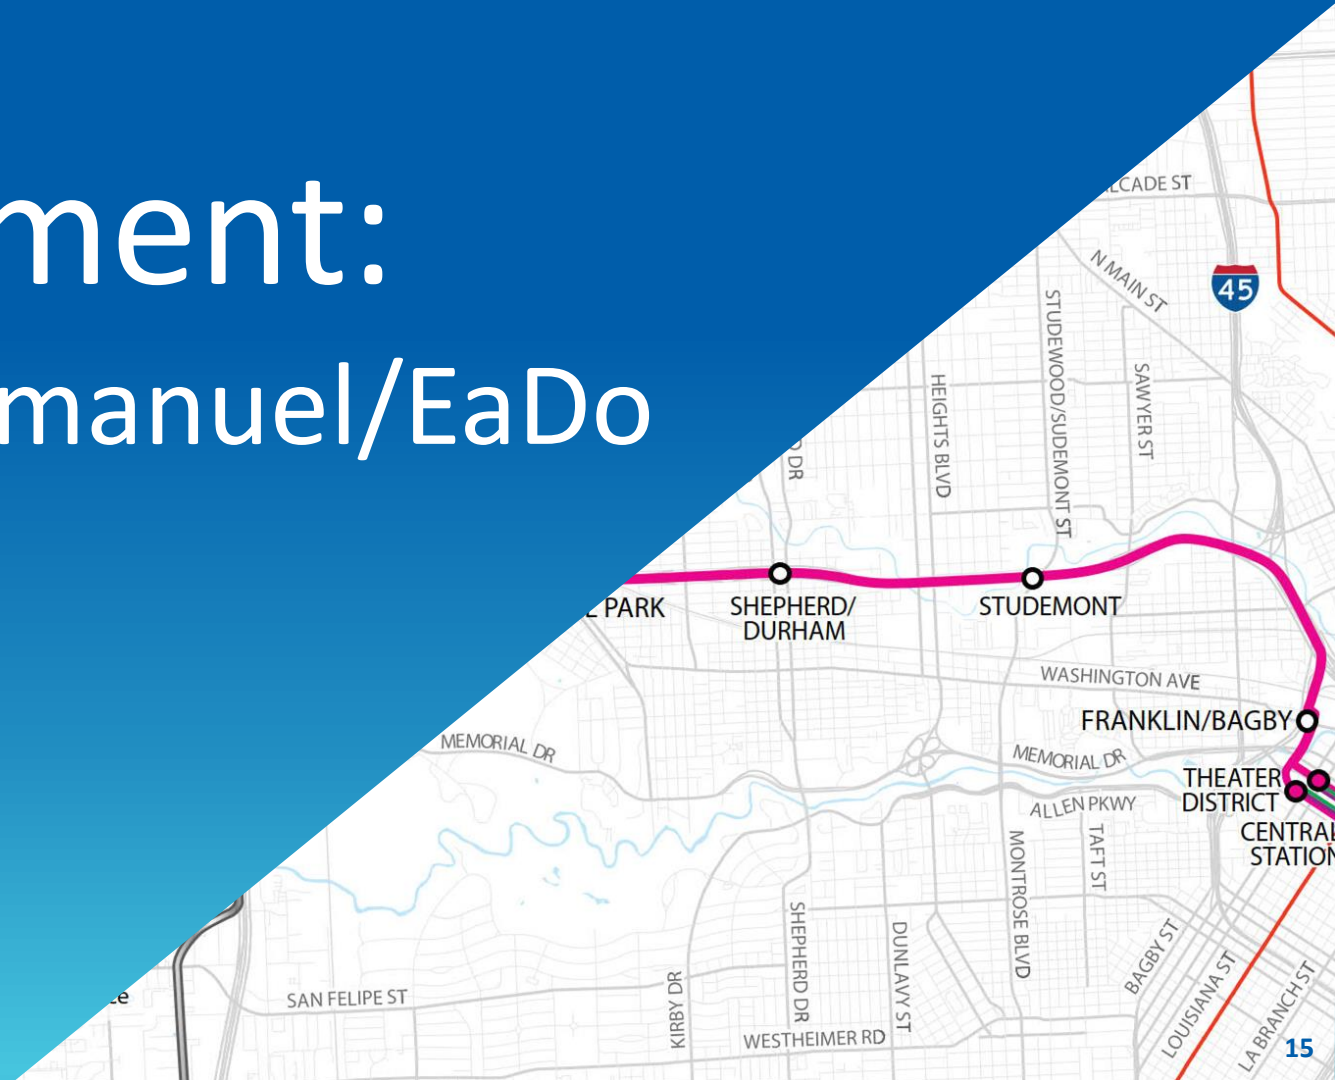 ment:
manuel/EaDo
LCADE ST
N MAIN ST
45
STUDEWOOD/SUDEMONT ST
SAWYER ST
HEIGHTS BLVD
DR
PARK
SHEPHERD/
DURHAM
STUDEMONT
WASHINGTON AVE
FRANKLIN/BAGBY
MEMORIAL DR
MEMORIAL DR
THEATER
DISTRICT
ALLEN PKWY
CENTRAL
STATION
TAFT ST
MONTROSE BLVD
SHEPHERD DR
DUNLAVY ST
BAGBY ST
LOUISIANA ST
LA BRANCH ST
KIRBY DR
SAN FELIPE ST
WESTHEIMER RD
15